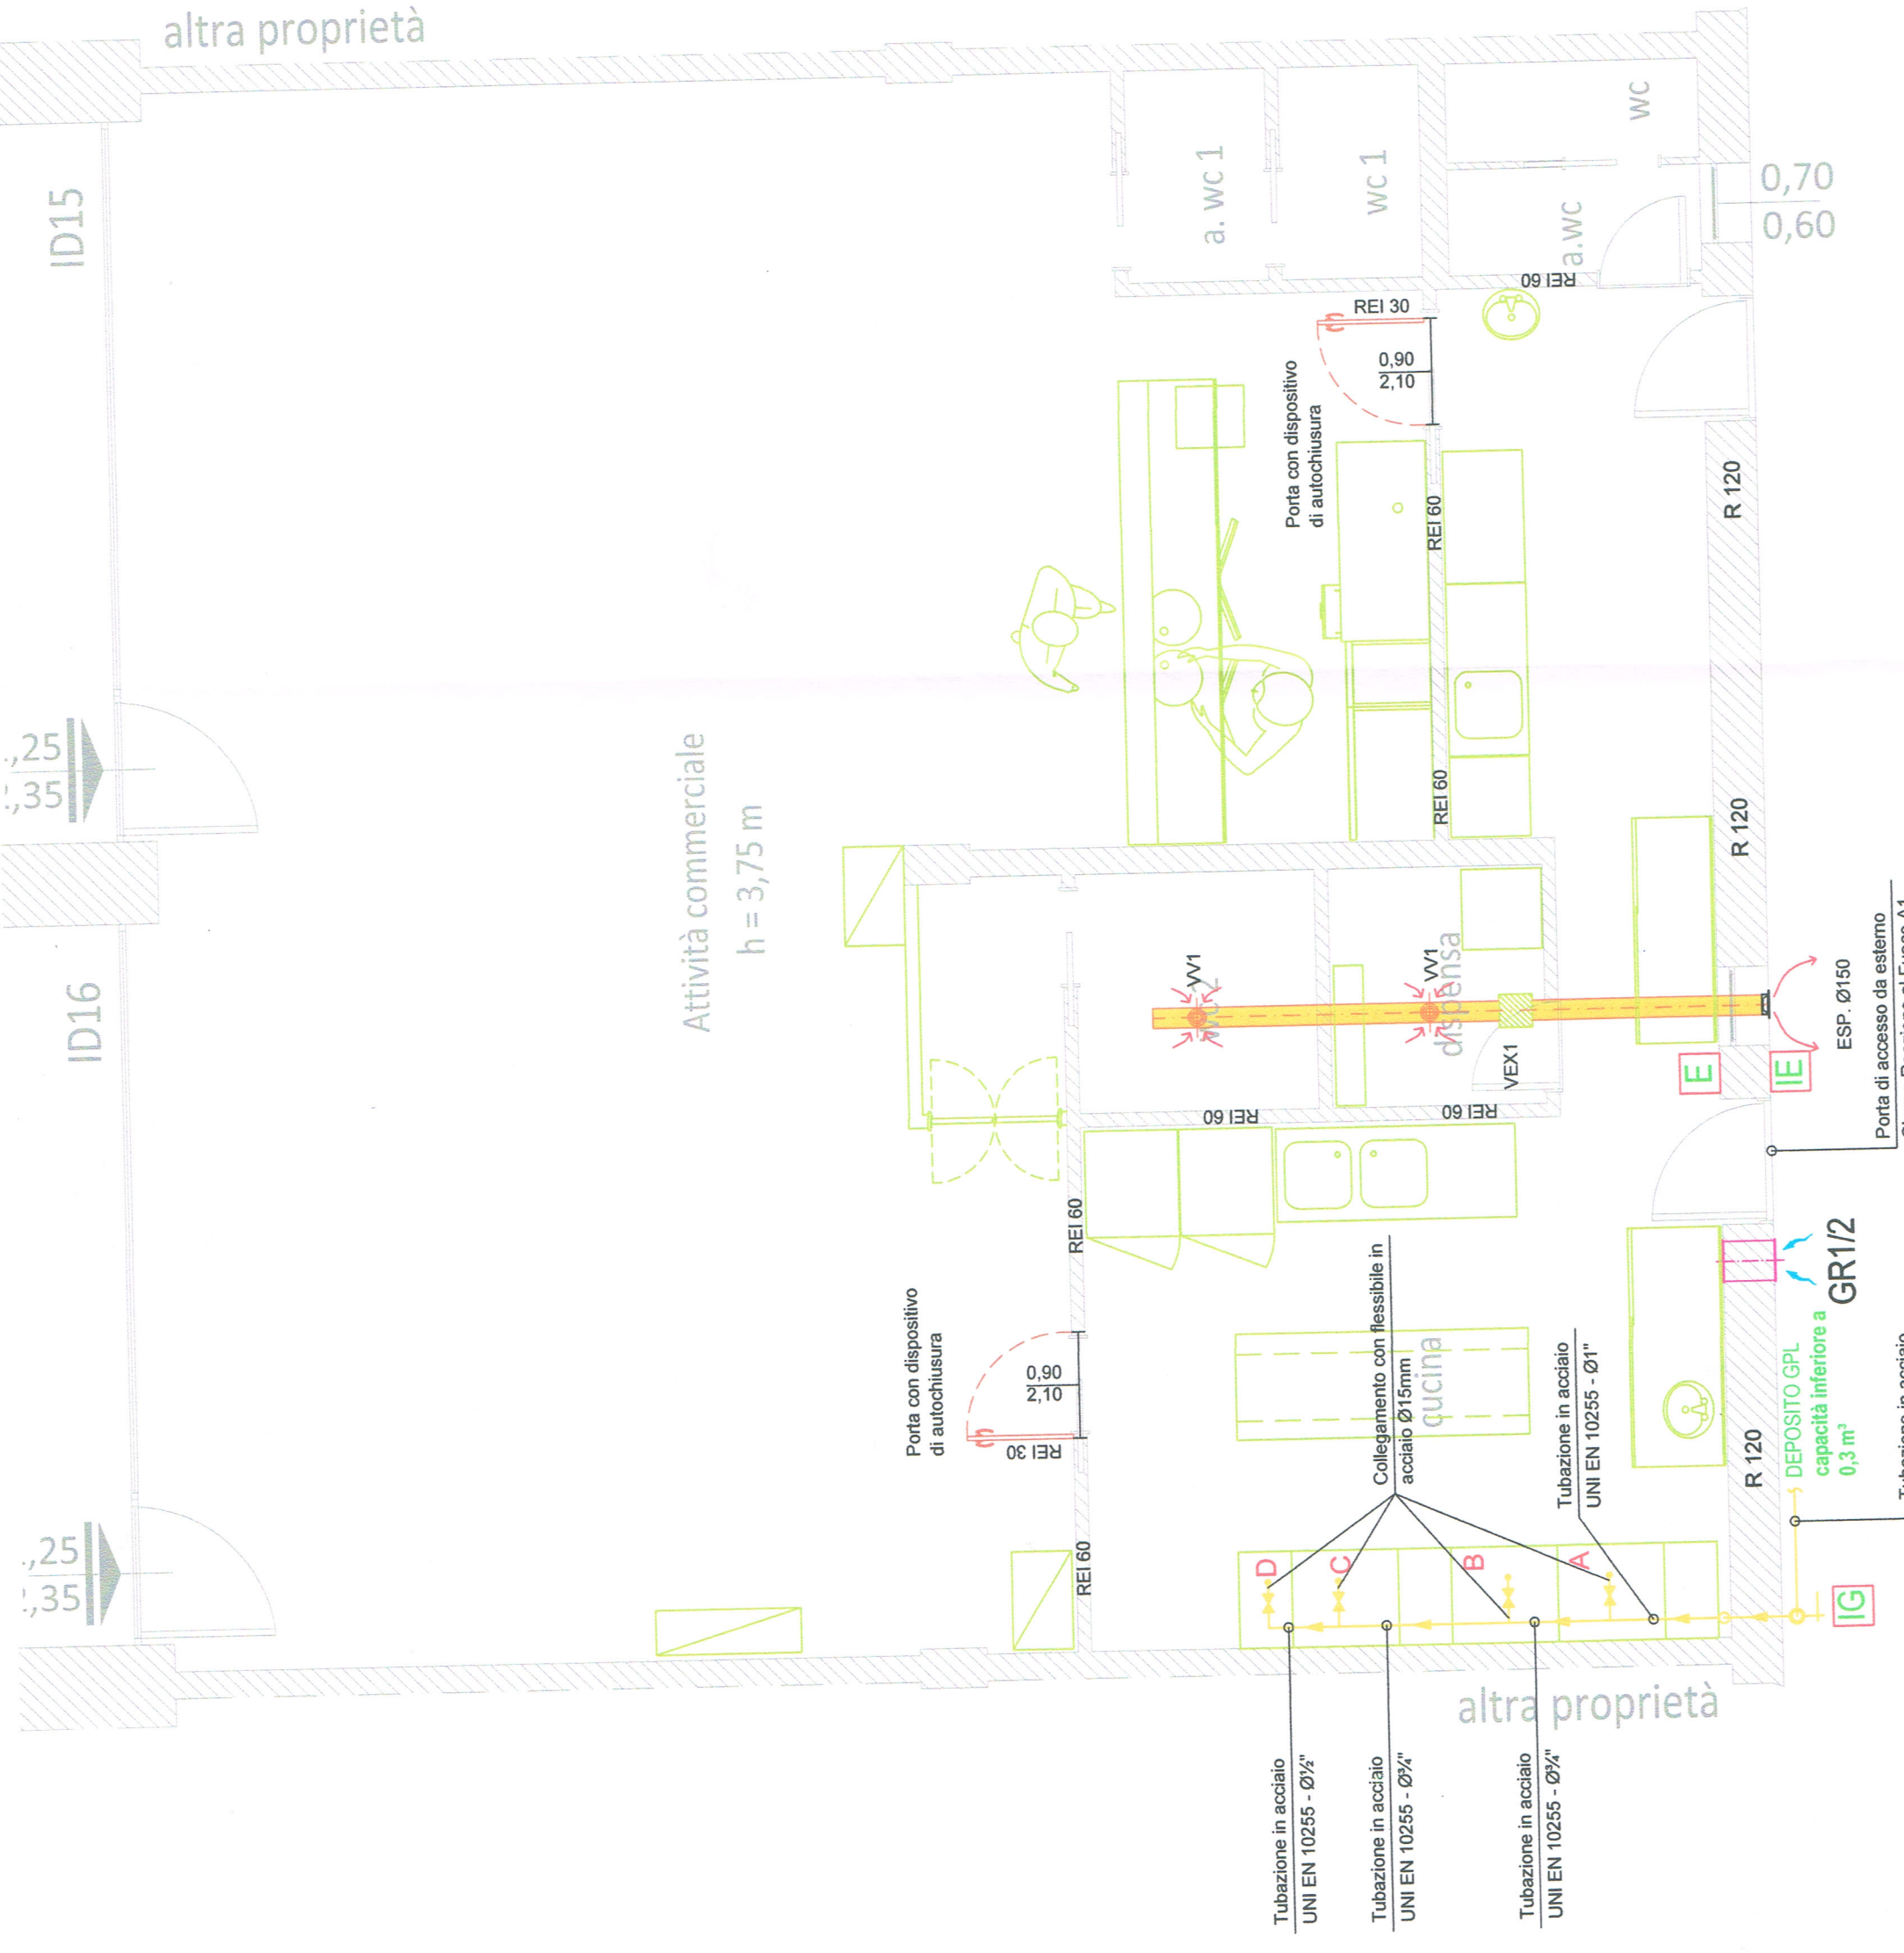 altra proprietà
ID15
,25
,35
ID16
,25
,35
Attività commerciale
h = 3,75 m
a. wc 1
wc 1
a.wc
wc
0,70
0,60
REI 60
REI 30
0,90
2,10
Porta con dispositivo
di autochiusura
REI 60
REI 60
R 120
R 120
VV1
wc 2
VV1
dispensa
VEX1
REI 60
REI 60
E
IE
ESP. Ø150
Porta di accesso da esterno
REI 60
Porta con dispositivo
di autochiusura
0,90
2,10
REI 30
REI 60
Collegamento con flessibile in
acciaio Ø15mm
cucina
Tubazione in acciaio
UNI EN 10255 - Ø1"
D
C
B
A
R 120
GR1/2
DEPOSITO GPL
capacità inferiore a
0,3 m³
IG
Tubazione in acciaio
altra proprietà
Tubazione in acciaio
UNI EN 10255 - Ø½"
Tubazione in acciaio
UNI EN 10255 - Ø¾"
Tubazione in acciaio
UNI EN 10255 - Ø¾"